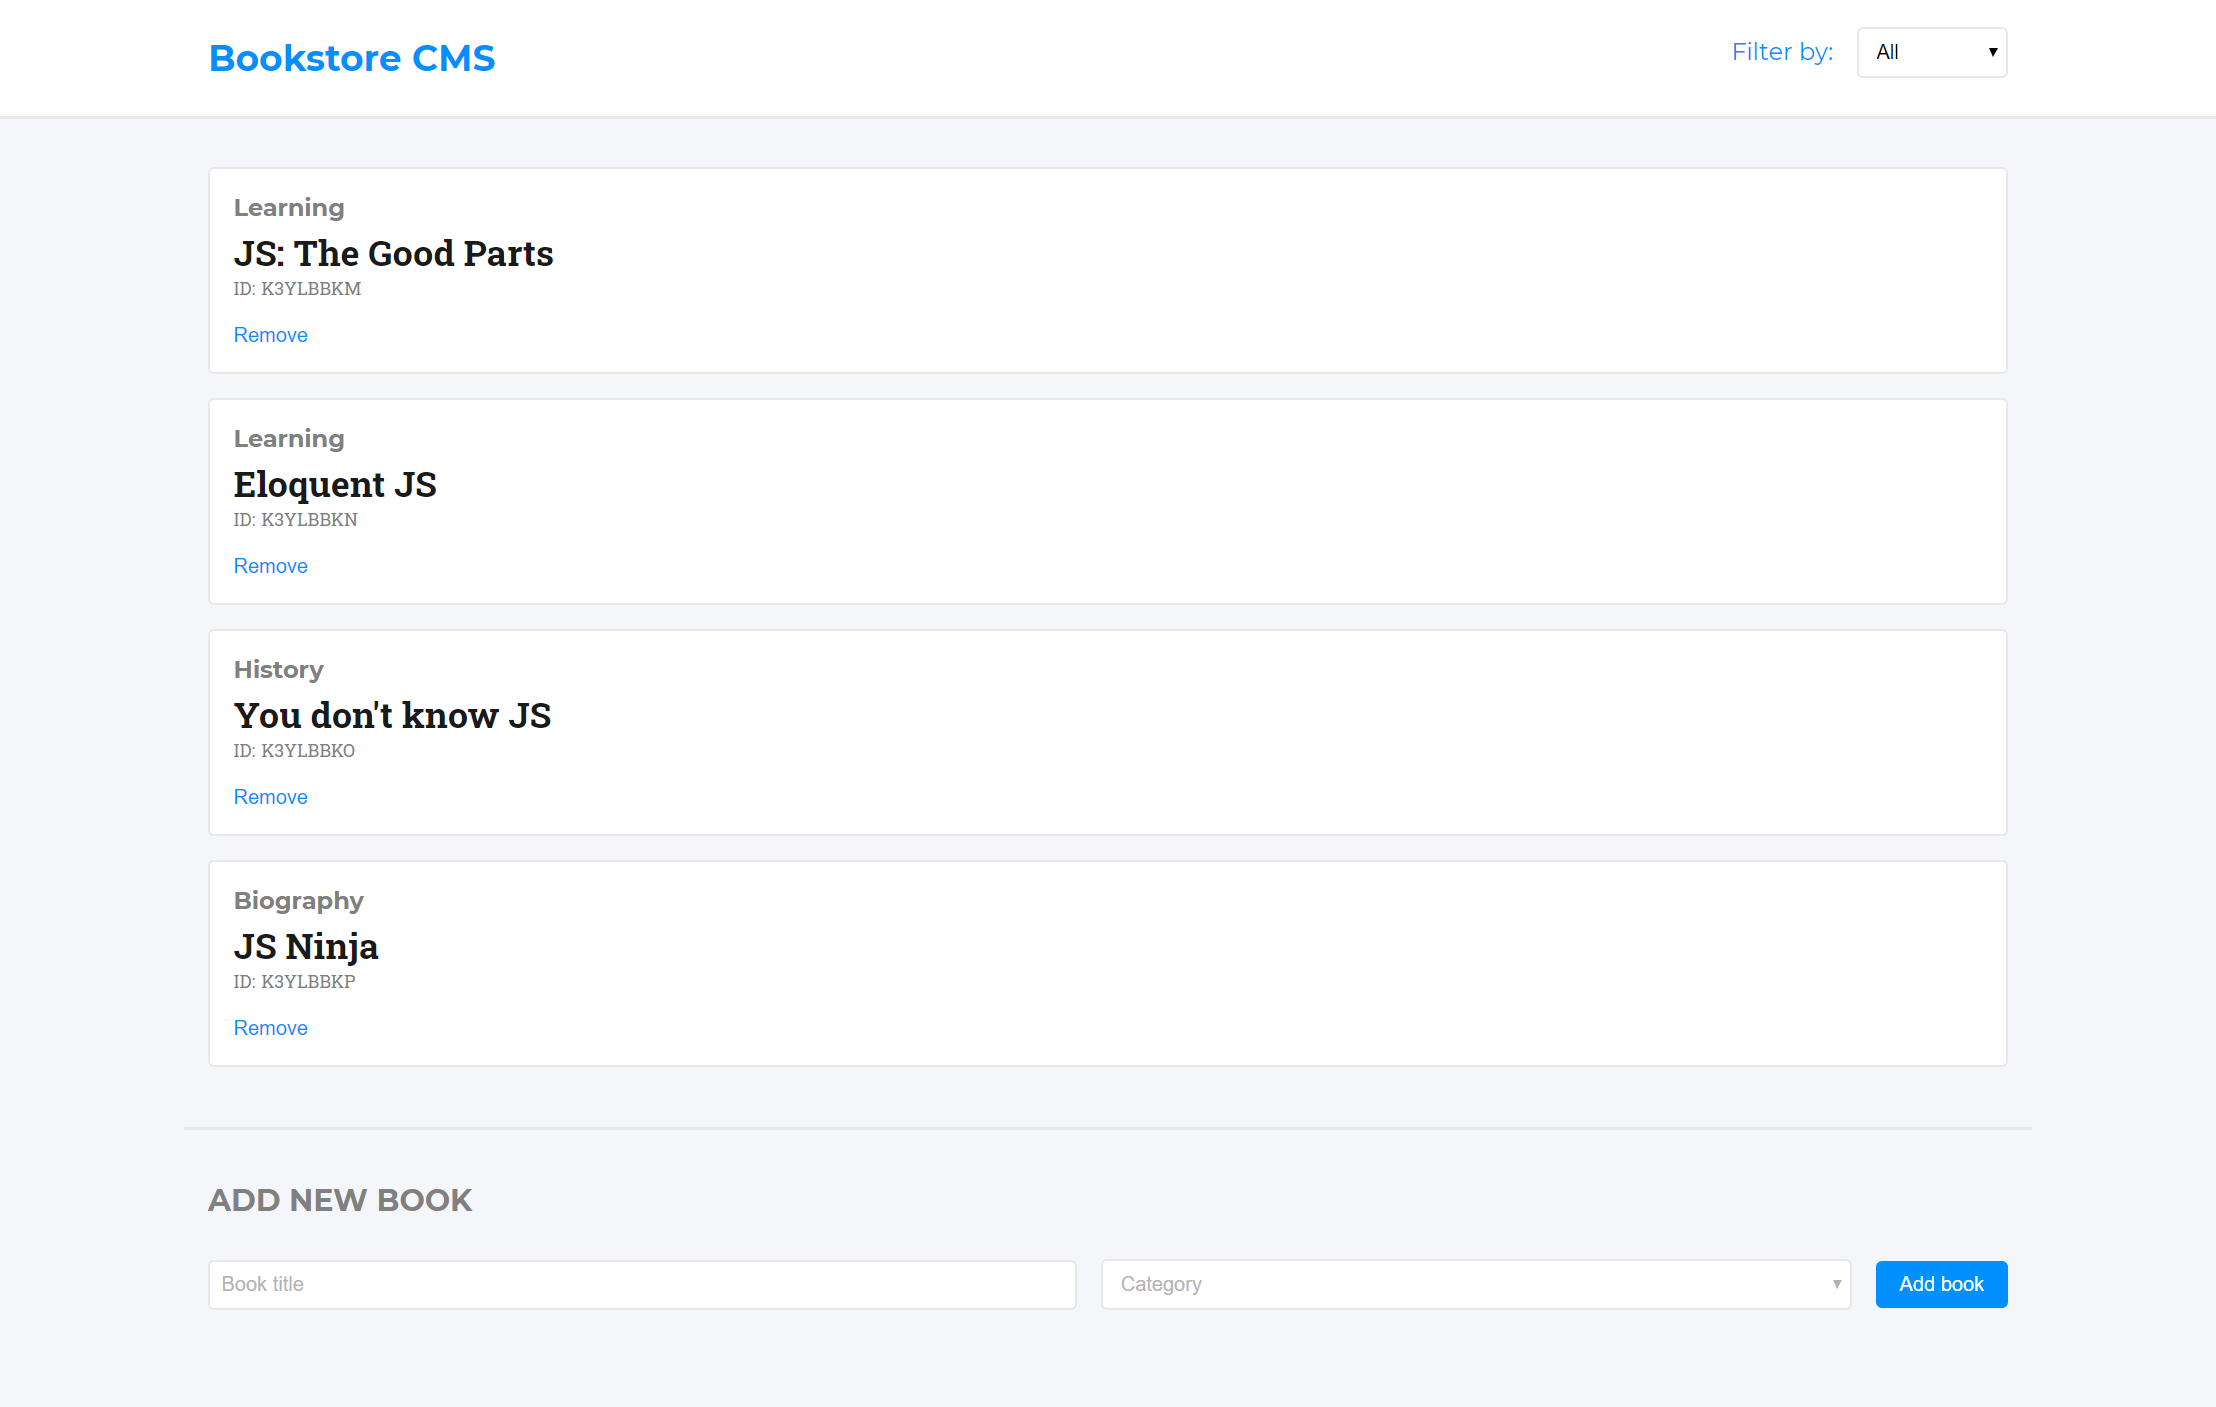 Bookstore CMS
Filter by: All
Learning
JS: The Good Parts
ID: K3YLBBKM
Remove
Learning
Eloquent JS
ID: K3YLBBKN
Remove
History
You don't know JS
ID: K3YLBBKO
Remove
Biography
JS Ninja
ID: K3YLBBKP
Remove
ADD NEW BOOK
Book title Category Add book